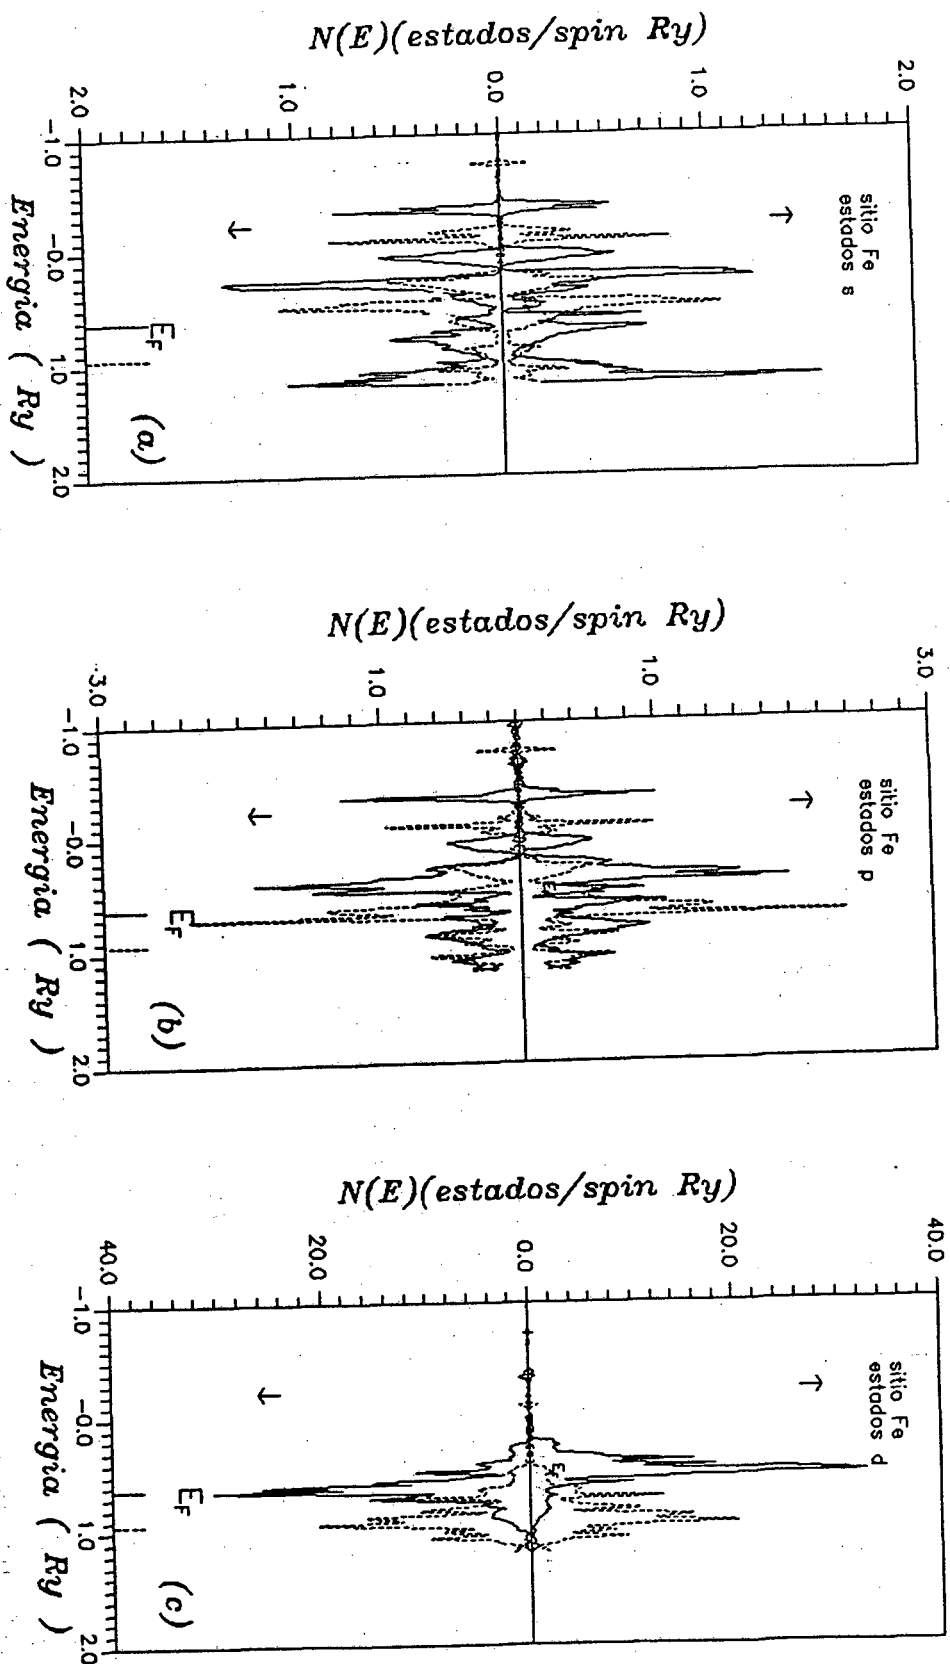 N(E)(estados/spin Ry)
2.0
1.0
0.0
1.0
2.0
sitio Fe
estados s
↑
↓
E_F
(a)
-1.0
-0.0
1.0
2.0
Energia ( Ry )
N(E)(estados/spin Ry)
3.0
1.0
1.0
3.0
sitio Fe
estados p
↑
↓
E_F
(b)
-1.0
-0.0
1.0
2.0
Energia ( Ry )
N(E)(estados/spin Ry)
40.0
20.0
0.0
20.0
40.0
sitio Fe
estados d
↑
↓
E_F
E_F
(c)
-1.0
-0.0
1.0
2.0
Energia ( Ry )